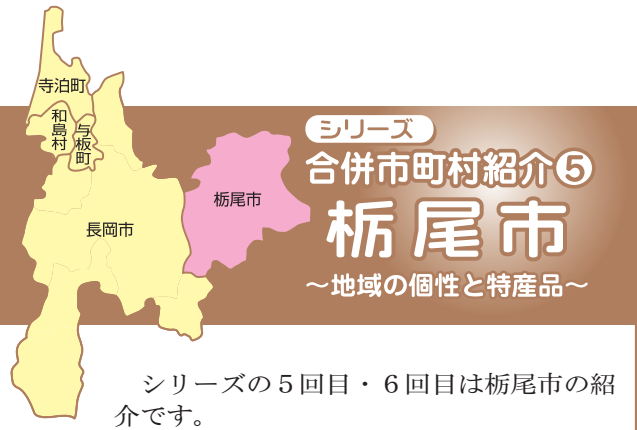 寺泊町
和島村
与板町
長岡市
栃尾市
シリーズ
合併市町村紹介❺
栃尾市
～地域の個性と特産品～
シリーズの５回目・６回目は栃尾市の紹
介です。